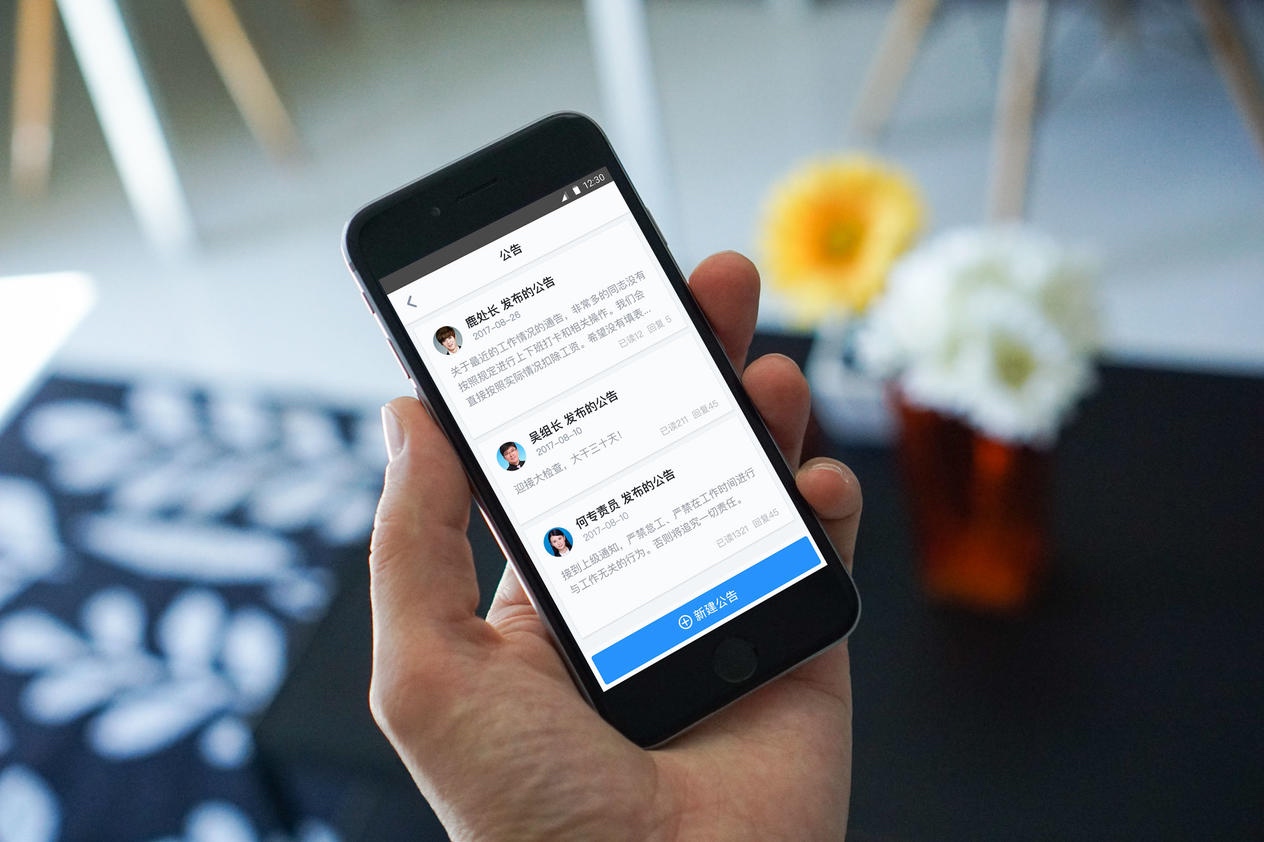 12:30
公告
鹿处长 发布的公告
2017-08-26
关于最近的工作情况的通告，非常多的同志没有
按照规定进行上下班打卡和相关操作。我们会
直接按照实际情况扣除工资。希望没有填表...
已读12 回复 5
吴组长 发布的公告
2017-08-10
迎接大检查，大干三十天！
已读211 回复45
何专责员 发布的公告
2017-08-10
接到上级通知，严禁怠工、严禁在工作时间进行
与工作无关的行为。否则将追究一切责任。
已读1321 回复45
新建公告